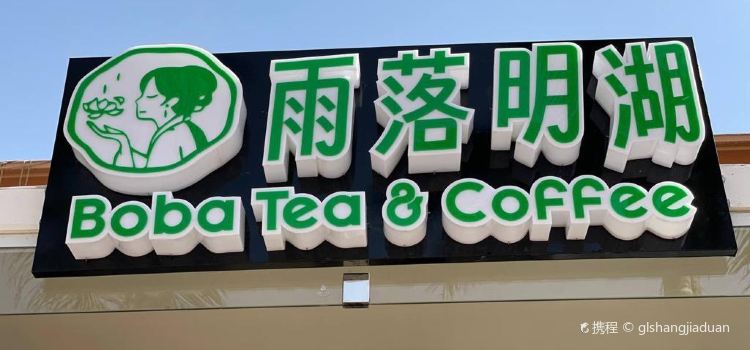 雨落明湖
Boba Tea & Coffee
携程 © glshangjiaduan